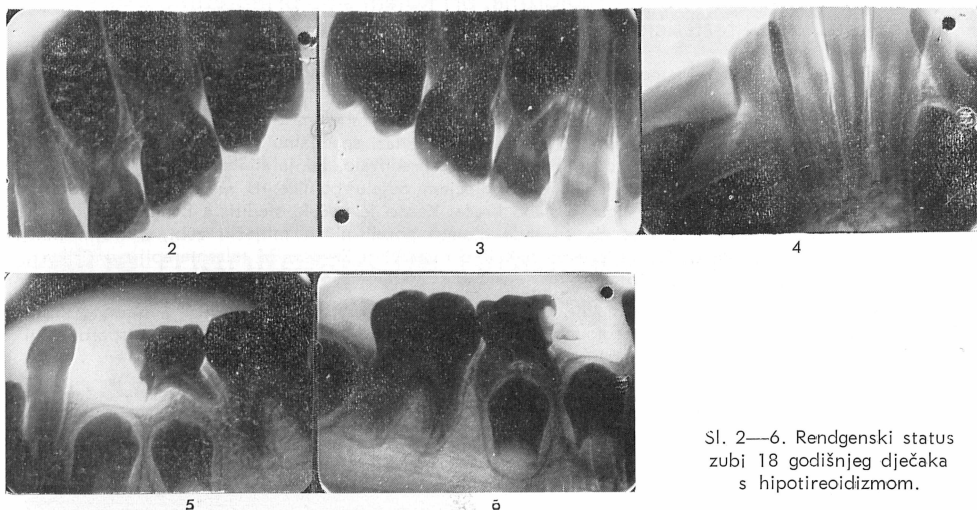 2
3
4
5
6
Sl. 2—6. Rendgenski status
zubi 18 godišnjeg dječaka
s hipotireoidizmom.